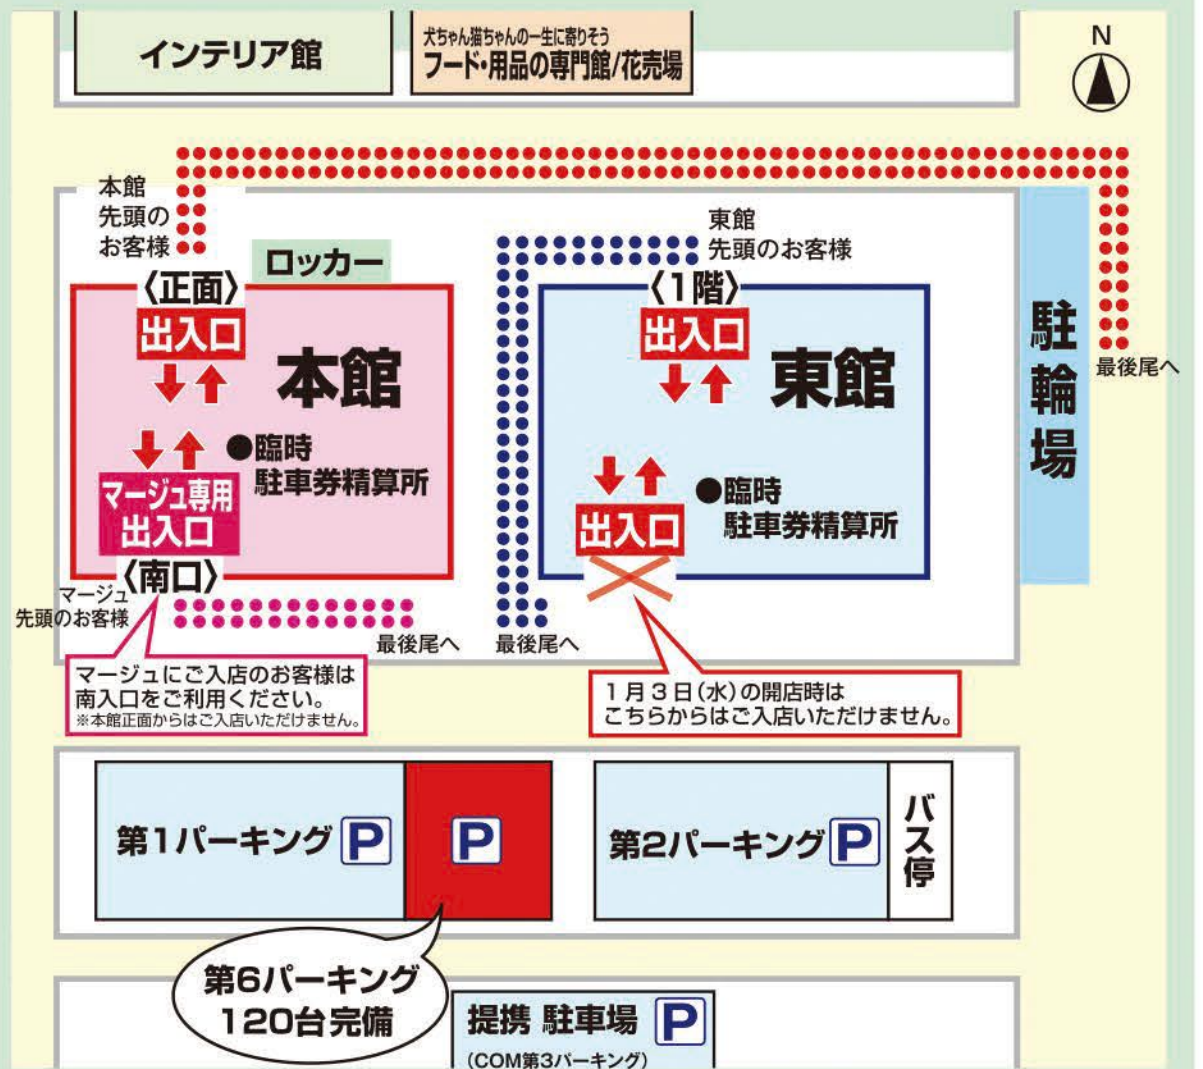 インテリア館
犬ちゃん猫ちゃんの一生に寄りそう
フード・用品の専門館/花売場
N
本館
先頭の
お客様
東館
先頭のお客様
ロッカー
〈正面〉
出入口
本館
〈1階〉
出入口
東館
駐輪場
最後尾へ
●臨時
駐車券精算所
マージュ専用
出入口
〈南口〉
●臨時
駐車券精算所
出入口
マージュ
先頭のお客様
最後尾へ
最後尾へ
マージュにご入店のお客様は
南入口をご利用ください。
※本館正面からはご入店いただけません。
1月3日(水)の開店時は
こちらからはご入店いただけません。
第1パーキング P
P
第2パーキング P
バス停
第6パーキング
120台完備
提携 駐車場 P
(COM第3パーキング)